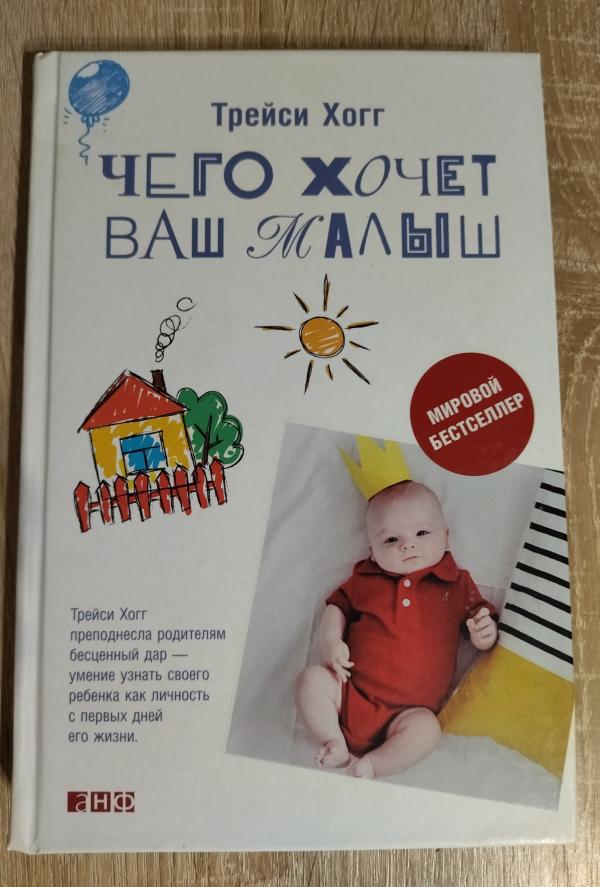 Трейси Хогг
ЧЕГО ХОЧЕТ
ВАШ МАЛЫШ
МИРОВОЙ
БЕСТСЕЛЛЕР
Трейси Хогг
преподнесла родителям
бесценный дар —
умение узнать своего
ребенка как личность
с первых дней
его жизни.
анф